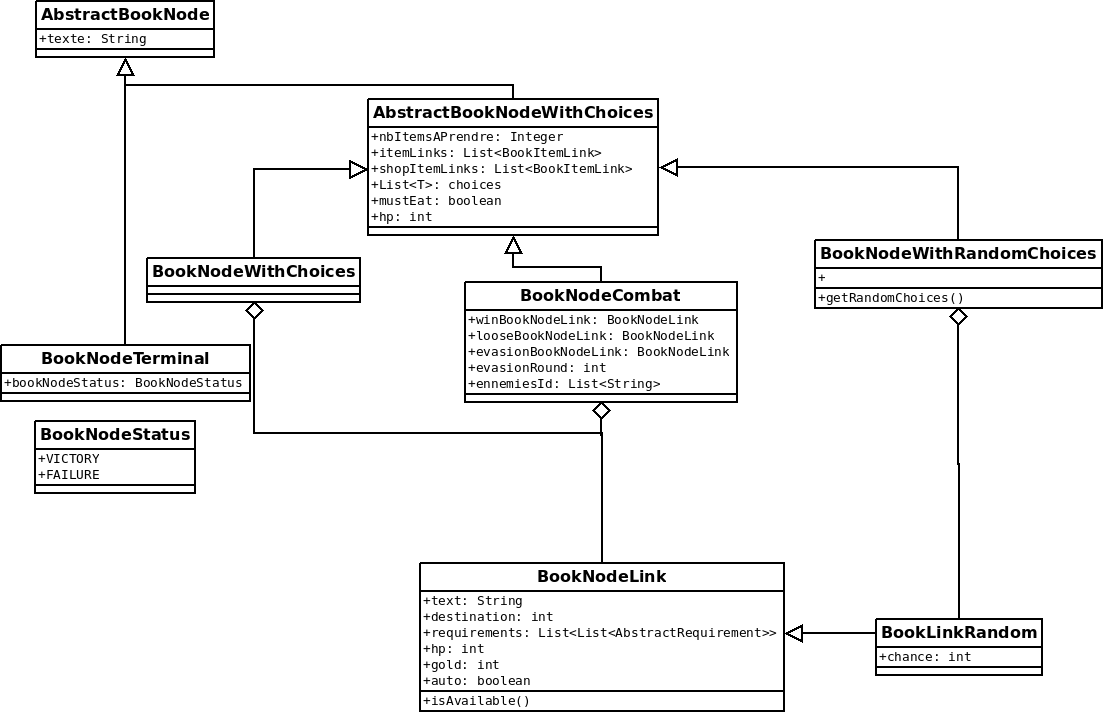 AbstractBookNode
+texte: String
AbstractBookNodeWithChoices
+nbItemsAPrendre: Integer
+itemLinks: List<BookItemLink>
+shopItemLinks: List<BookItemLink>
+List<T>: choices
+mustEat: boolean
+hp: int
BookNodeWithChoices
BookNodeCombat
+winBookNodeLink: BookNodeLink
+looseBookNodeLink: BookNodeLink
+evasionBookNodeLink: BookNodeLink
+evasionRound: int
+ennemiesId: List<String>
BookNodeWithRandomChoices
+
+getRandomChoices()
BookNodeTerminal
+bookNodeStatus: BookNodeStatus
BookNodeStatus
+VICTORY
+FAILURE
BookNodeLink
+text: String
+destination: int
+requirements: List<List<AbstractRequirement>>
+hp: int
+gold: int
+auto: boolean
+isAvailable()
BookLinkRandom
+chance: int